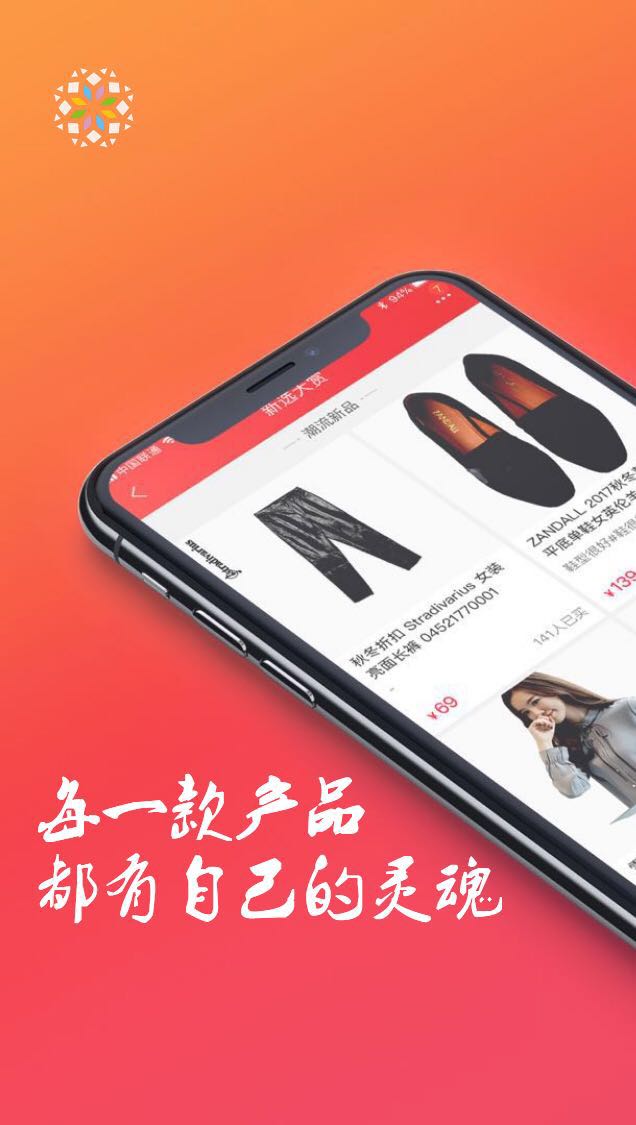 中国联通
94%
7
新选大赏
潮流新品
Stradivarius
秋冬折扣 Stradivarius 女装
亮面长裤 04521770001
-
¥69
ZANDALL
ZANDALL 2017秋冬
平底单鞋女英伦
鞋型很好#鞋很
¥139
141人已买
每一款产品
都有自己的灵魂